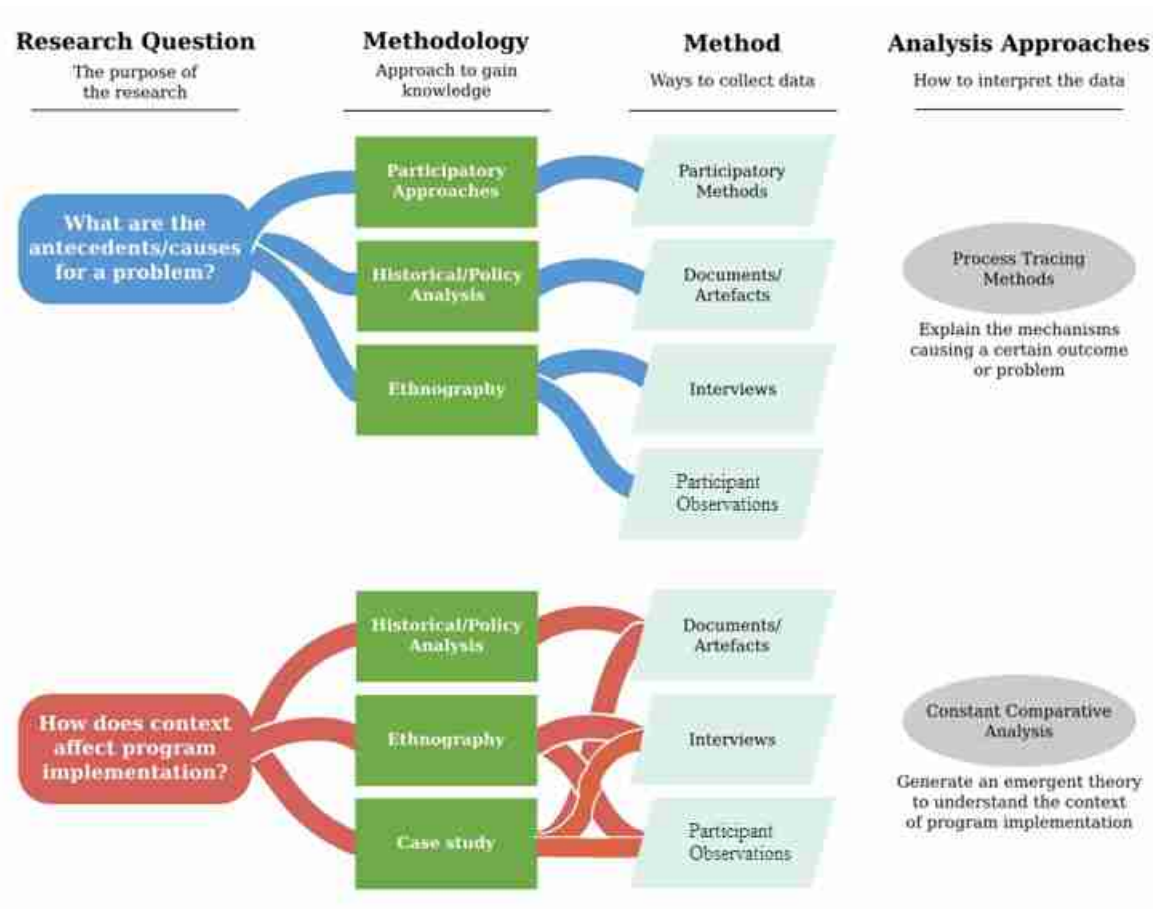 Research Question
The purpose of
the research
Methodology
Approach to gain
knowledge
Method
Ways to collect data
Analysis Approaches
How to interpret the data
What are the
antecedents/causes
for a problem?
Participatory
Approaches
Historical/Policy
Analysis
Ethnography
Participatory
Methods
Documents/
Artefacts
Interviews
Participant
Observations
Process Tracing
Methods
Explain the mechanisms
causing a certain outcome
or problem
How does context
affect program
implementation?
Historical/Policy
Analysis
Ethnography
Case study
Documents/
Artefacts
Interviews
Participant
Observations
Constant Comparative
Analysis
Generate an emergent theory
to understand the context
of program implementation